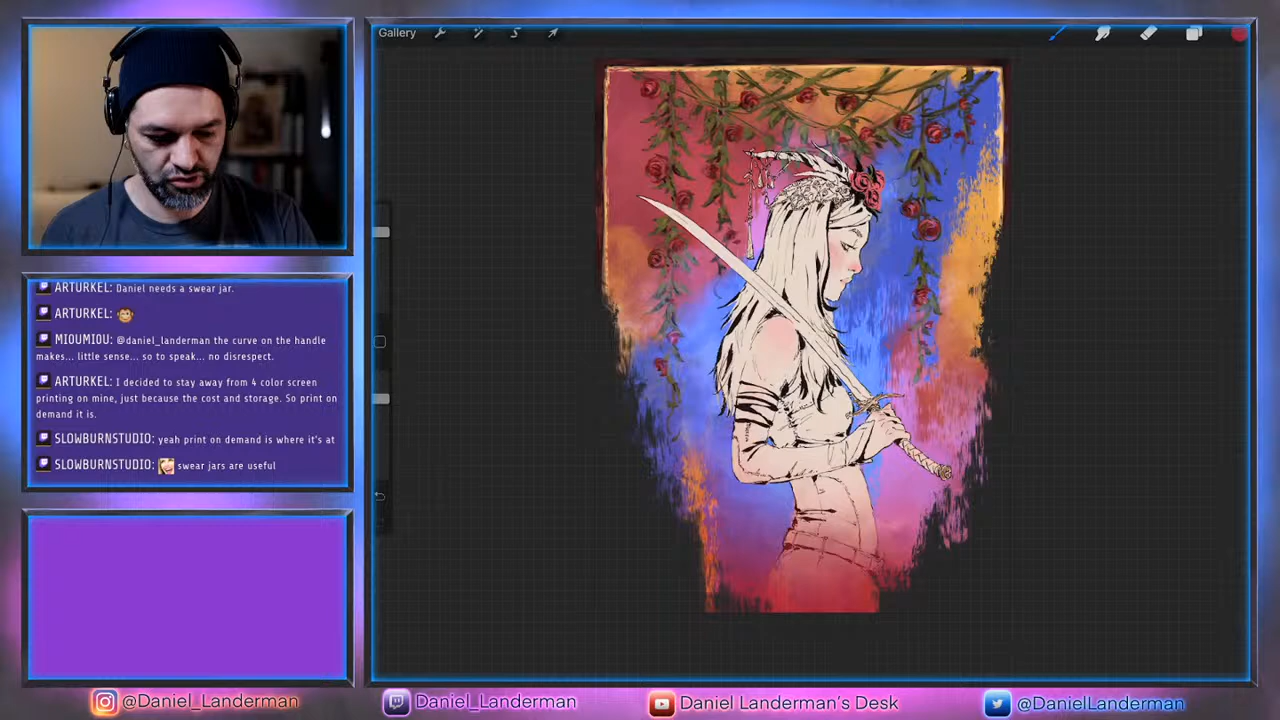 Gallery
ARTURKEL: Daniel needs a swear jar.
ARTURKEL:
MIOUMIOU: @daniel_landerman the curve on the handle
makes... little sense... so to speak... no disrespect.
ARTURKEL: I decided to stay away from 4 color screen
printing on mine, just because the cost and storage. So print on
demand it is.
SLOWBURNSTUDIO: yeah print on demand is where it's at
SLOWBURNSTUDIO: swear jars are useful
@Daniel_Landerman
Daniel_Landerman
Daniel Landerman's Desk
@DanielLanderman